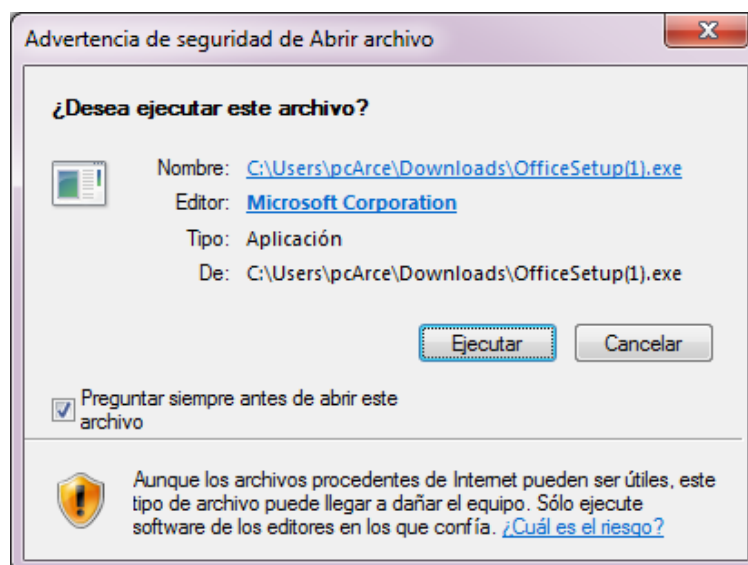 Advertencia de seguridad de Abrir archivo
¿Desea ejecutar este archivo?
Nombre: C:\Users\pcArce\Downloads\OfficeSetup(1).exe
Editor: Microsoft Corporation
Tipo: Aplicación
De: C:\Users\pcArce\Downloads\OfficeSetup(1).exe
Ejecutar Cancelar
Preguntar siempre antes de abrir este
archivo
Aunque los archivos procedentes de Internet pueden ser útiles, este
tipo de archivo puede llegar a dañar el equipo. Sólo ejecute
software de los editores en los que confía. ¿Cuál es el riesgo?